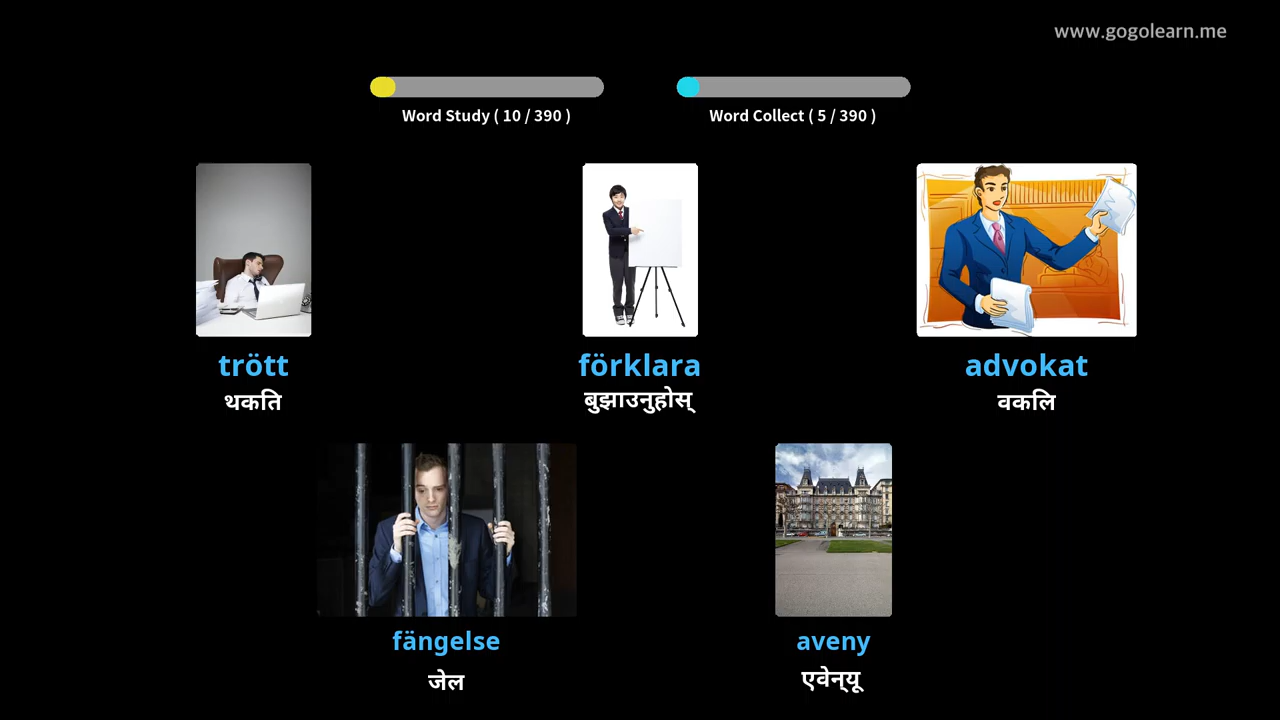 www.gogolearn.me
Word Study ( 10 / 390 )
Word Collect ( 5 / 390 )
trött
थकति
förklara
बुझाउनुहोस्
advokat
वकलि
fängelse
जेल
aveny
एवेन्यू